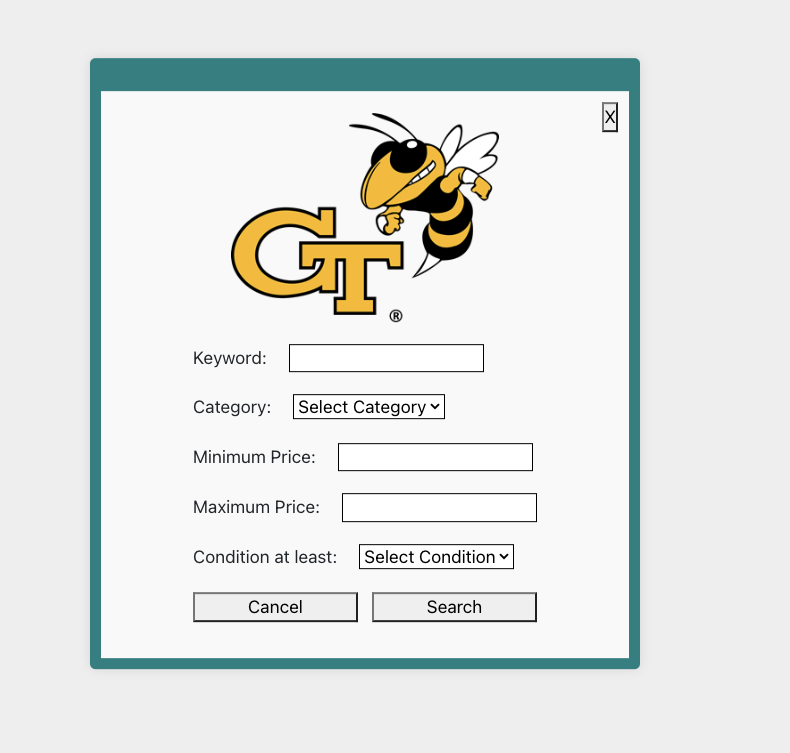 X
GT
®
Keyword:
Category: Select Category
Minimum Price:
Maximum Price:
Condition at least: Select Condition
Cancel Search